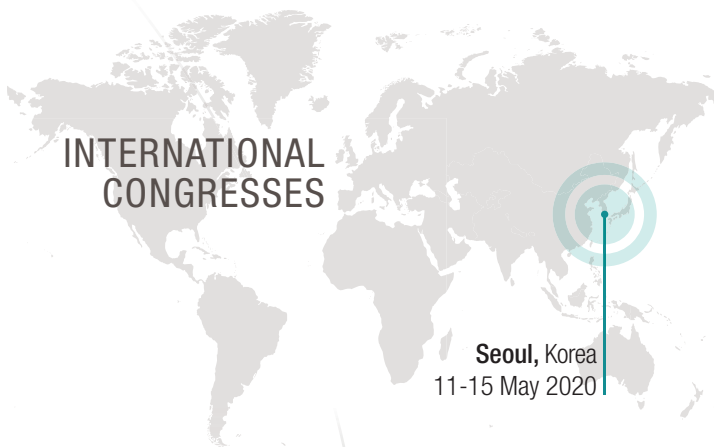 INTERNATIONAL
CONGRESSES
Seoul, Korea
11-15 May 2020